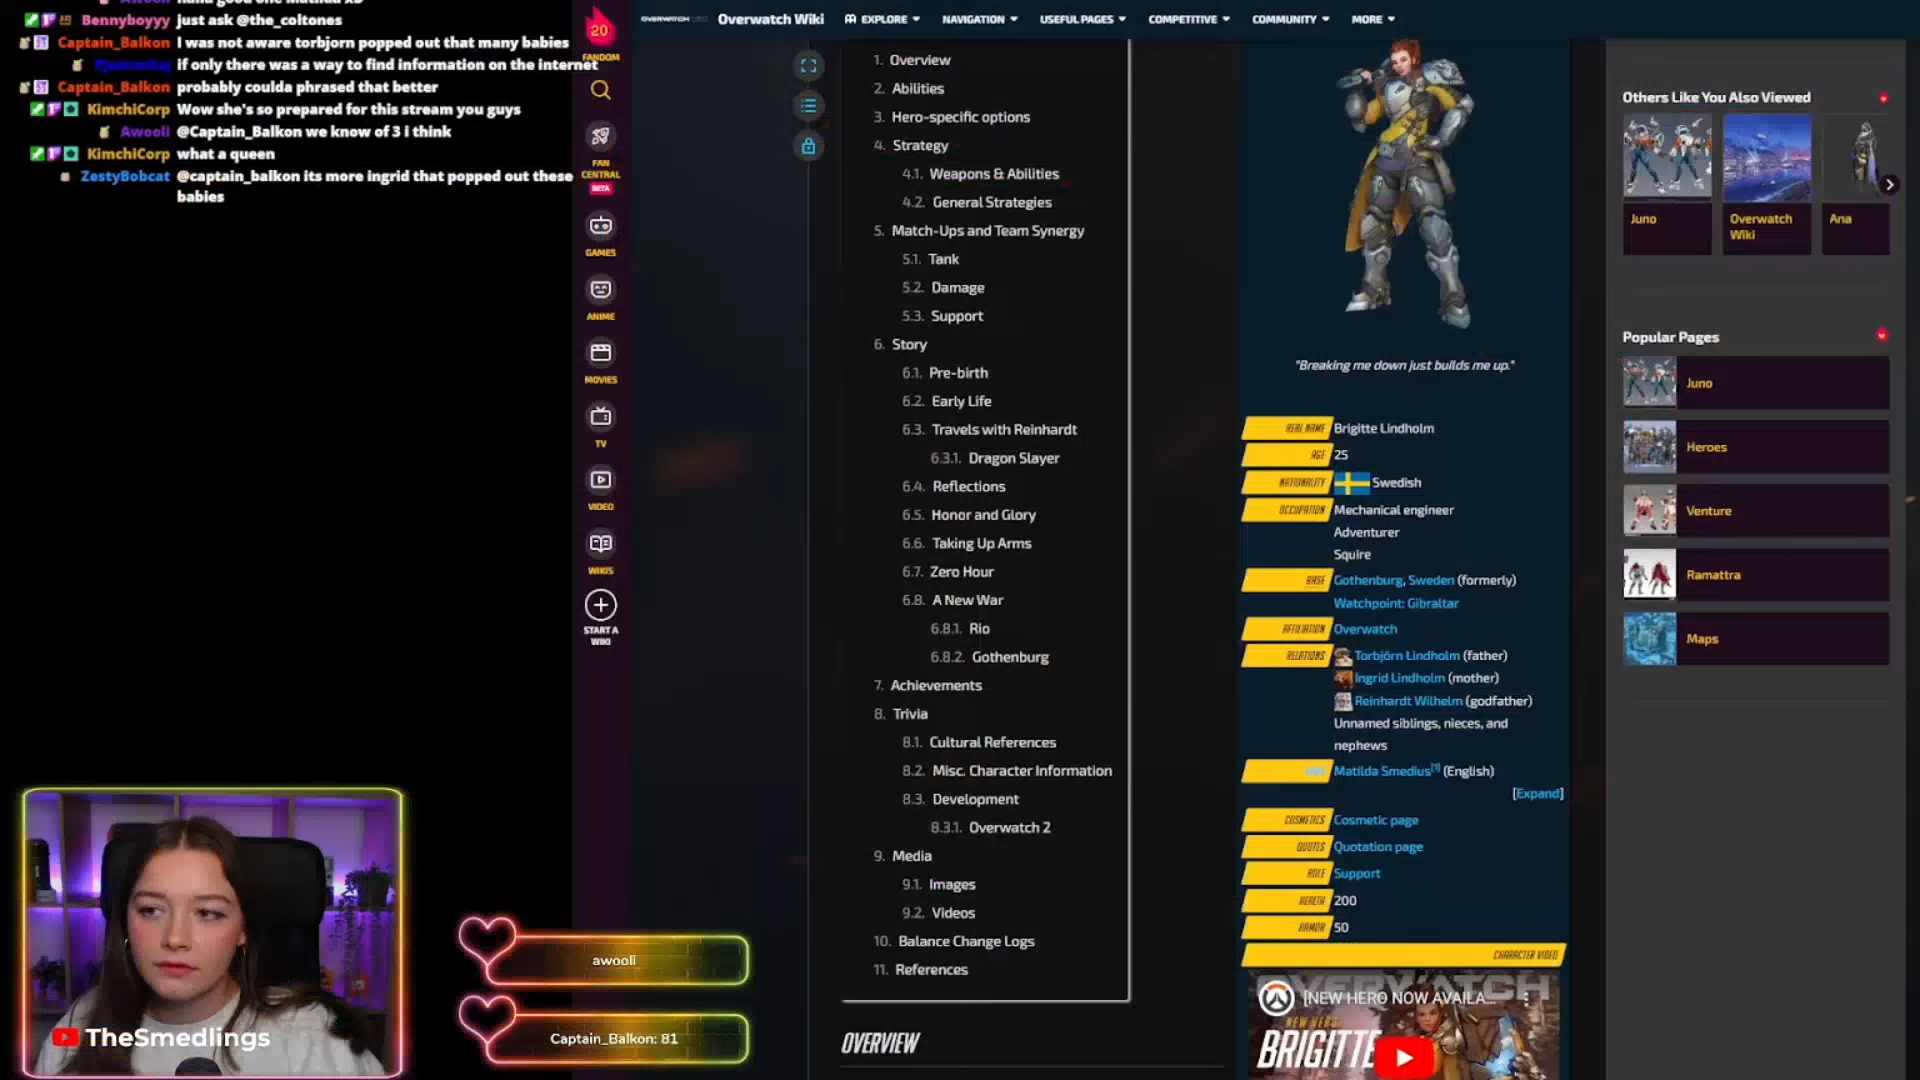 Bennyboyyy just ask @the_coltones
Captain_Balkon I was not aware torbjorn popped out that many babies
if only there was a way to find information on the internet
Captain_Balkon probably coulda phrased that better
KimchiCorp Wow she's so prepared for this stream you guys
Awooli @Captain_Balkon we know of 3 i think
KimchiCorp what a queen
ZestyBobcat @captain_balkon its more ingrid that popped out these
babies
20
FANDOM
FAN
CENTRAL
BETA
GAMES
ANIME
MOVIES
TV
VIDEO
WIKIS
START A
WIKI
Overwatch Wiki
EXPLORE
NAVIGATION
USEFUL PAGES
COMPETITIVE
COMMUNITY
MORE
1. Overview
2. Abilities
3. Hero-specific options
4. Strategy
4.1. Weapons & Abilities
4.2. General Strategies
5. Match-Ups and Team Synergy
5.1. Tank
5.2. Damage
5.3. Support
6. Story
6.1. Pre-birth
6.2. Early Life
6.3. Travels with Reinhardt
6.3.1. Dragon Slayer
6.4. Reflections
6.5. Honor and Glory
6.6. Taking Up Arms
6.7. Zero Hour
6.8. A New War
6.8.1. Rio
6.8.2. Gothenburg
7. Achievements
8. Trivia
8.1. Cultural References
8.2. Misc. Character Information
8.3. Development
8.3.1. Overwatch 2
9. Media
9.1. Images
9.2. Videos
10. Balance Change Logs
11. References
OVERVIEW
"Breaking me down just builds me up."
REAL NAME Brigitte Lindholm
AGE 25
NATIONALITY Swedish
OCCUPATION Mechanical engineer
Adventurer
Squire
BASE Gothenburg, Sweden (formerly)
Watchpoint: Gibraltar
AFFILIATION Overwatch
RELATIONS Torbjörn Lindholm (father)
Ingrid Lindholm (mother)
Reinhardt Wilhelm (godfather)
Unnamed siblings, nieces, and
nephews
Matilda Smedius[1] (English)
[Expand]
COSMETICS Cosmetic page
QUOTES Quotation page
ROLE Support
HEALTH 200
ARMOR 50
CHARACTER VIDEO
OVERWATCH
[NEW HERO NOW AVAILA...
NEW HERO
BRIGITTE
Others Like You Also Viewed
Juno
Overwatch
Wiki
Ana
Popular Pages
Juno
Heroes
Venture
Ramattra
Maps
awooli
Captain_Balkon: 81
TheSmedlings